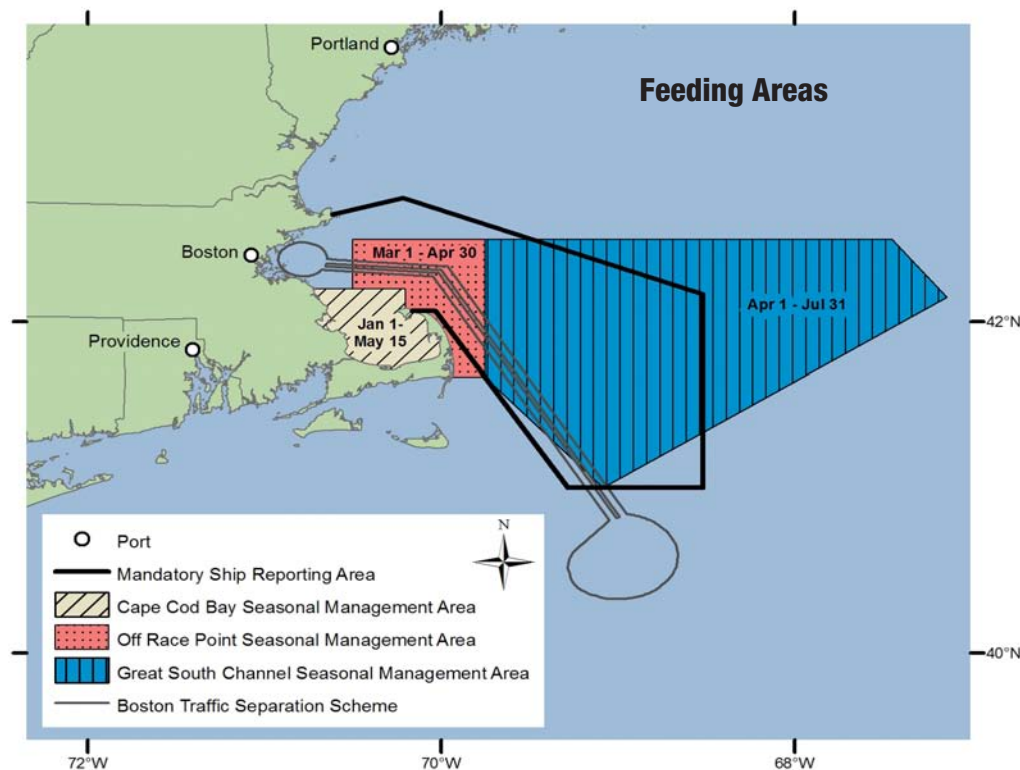 Portland
Feeding Areas
Boston
Mar 1 - Apr 30
Apr 1 - Jul 31
Jan 1-
May 15
42°N
Providence
N
Port
Mandatory Ship Reporting Area
Cape Cod Bay Seasonal Management Area
Off Race Point Seasonal Management Area
Great South Channel Seasonal Management Area
Boston Traffic Separation Scheme
40°N
72°W
70°W
68°W